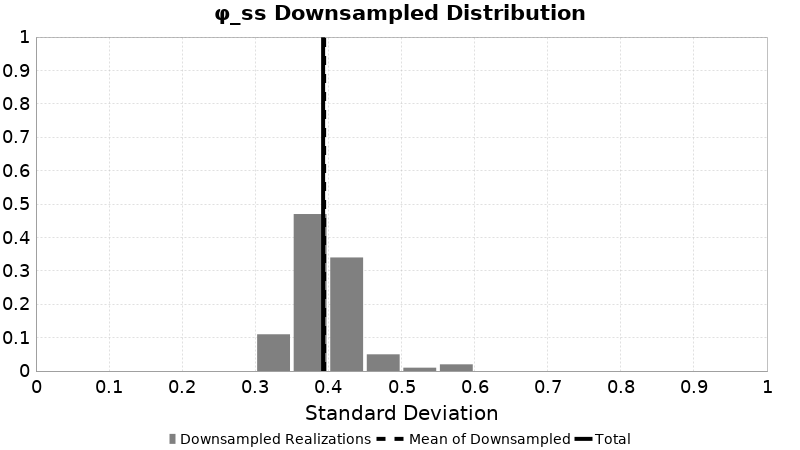 φ_ss Downsampled Distribution
1
0.9
0.8
0.7
0.6
0.5
0.4
0.3
0.2
0.1
0
0 0.1 0.2 0.3 0.4 0.5 0.6 0.7 0.8 0.9 1
Standard Deviation
Downsampled Realizations Mean of Downsampled Total